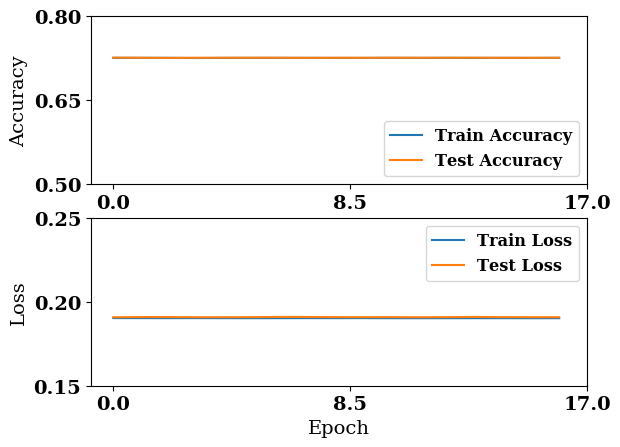 0.80
Accuracy
0.65
0.50
Train Accuracy
Test Accuracy
0.0 8.5 17.0
0.25
Loss
0.20
0.15
Train Loss
Test Loss
0.0 8.5 17.0
Epoch